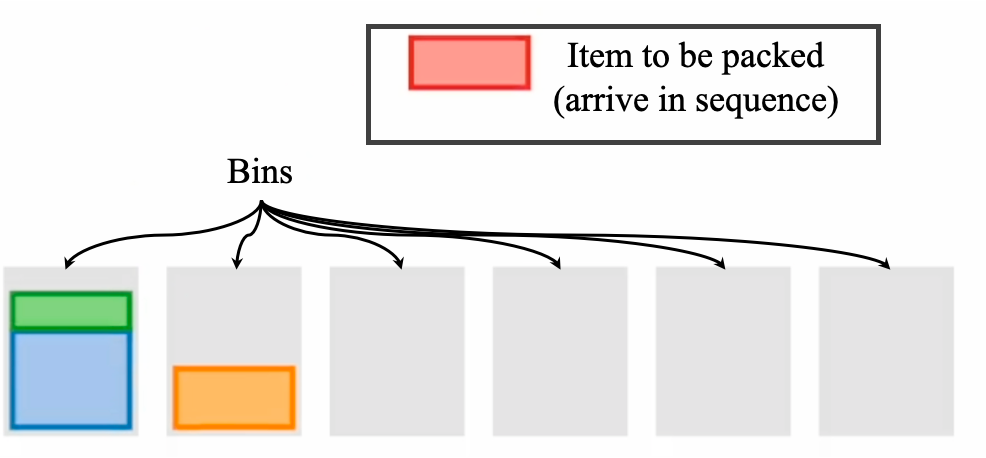 Item to be packed
(arrive in sequence)
Bins